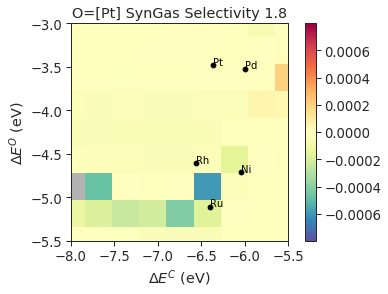 O=[Pt] SynGas Selectivity 1.8
−3.0
−3.5
−4.0
−4.5
−5.0
−5.5
ΔE^O (eV)
Pt
Pd
Rh
Ni
Ru
−8.0 −7.5 −7.0 −6.5 −6.0 −5.5
ΔE^C (eV)
0.0006
0.0004
0.0002
0.0000
−0.0002
−0.0004
−0.0006